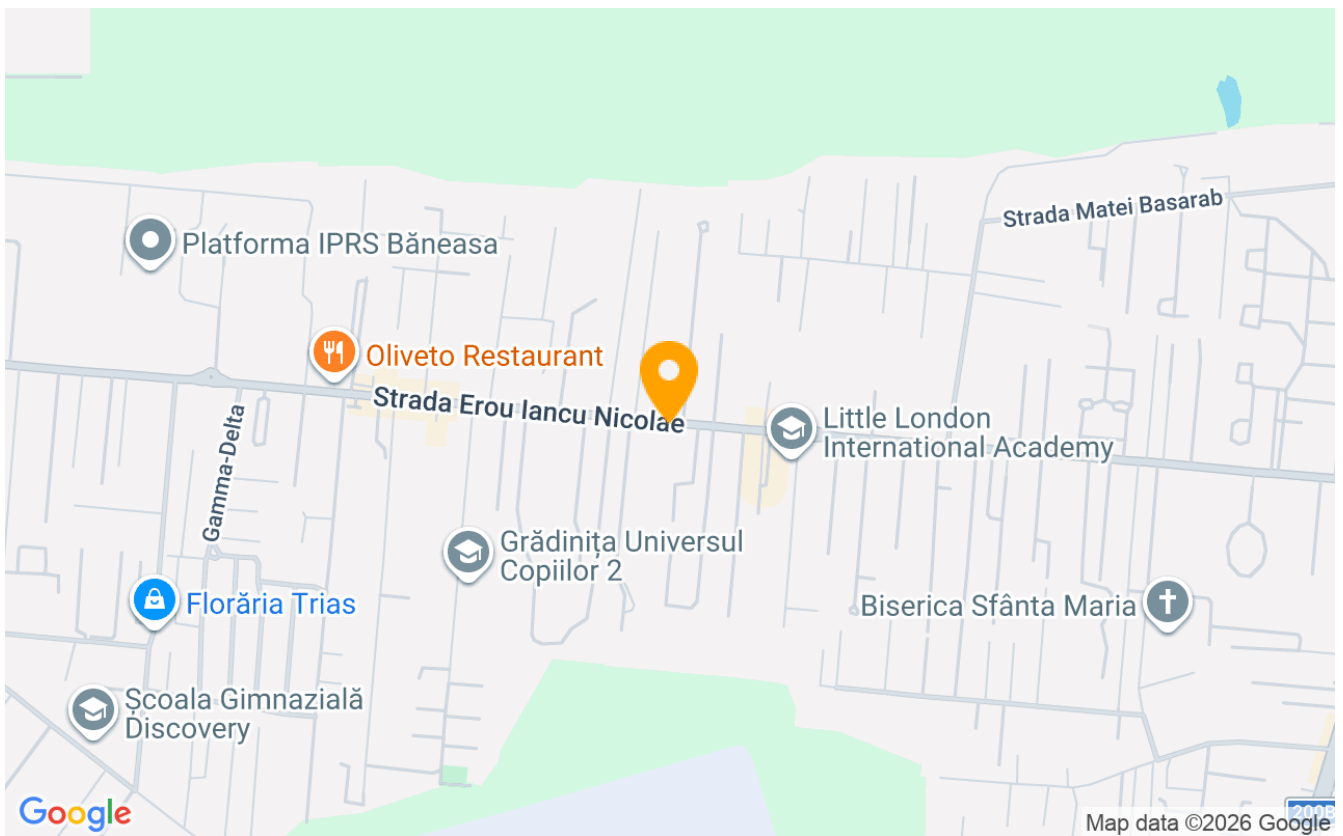 Strada Matei Basarab
Platforma IPRS Băneasa
Oliveto Restaurant
Strada Erou Iancu Nicolae
Little London
International Academy
Gamma-Delta
Grădinița Universul
Copiilor 2
Florăria Trias
Biserica Sfânta Maria
Școala Gimnazială
Discovery
Google
200B
Map data ©2026 Google